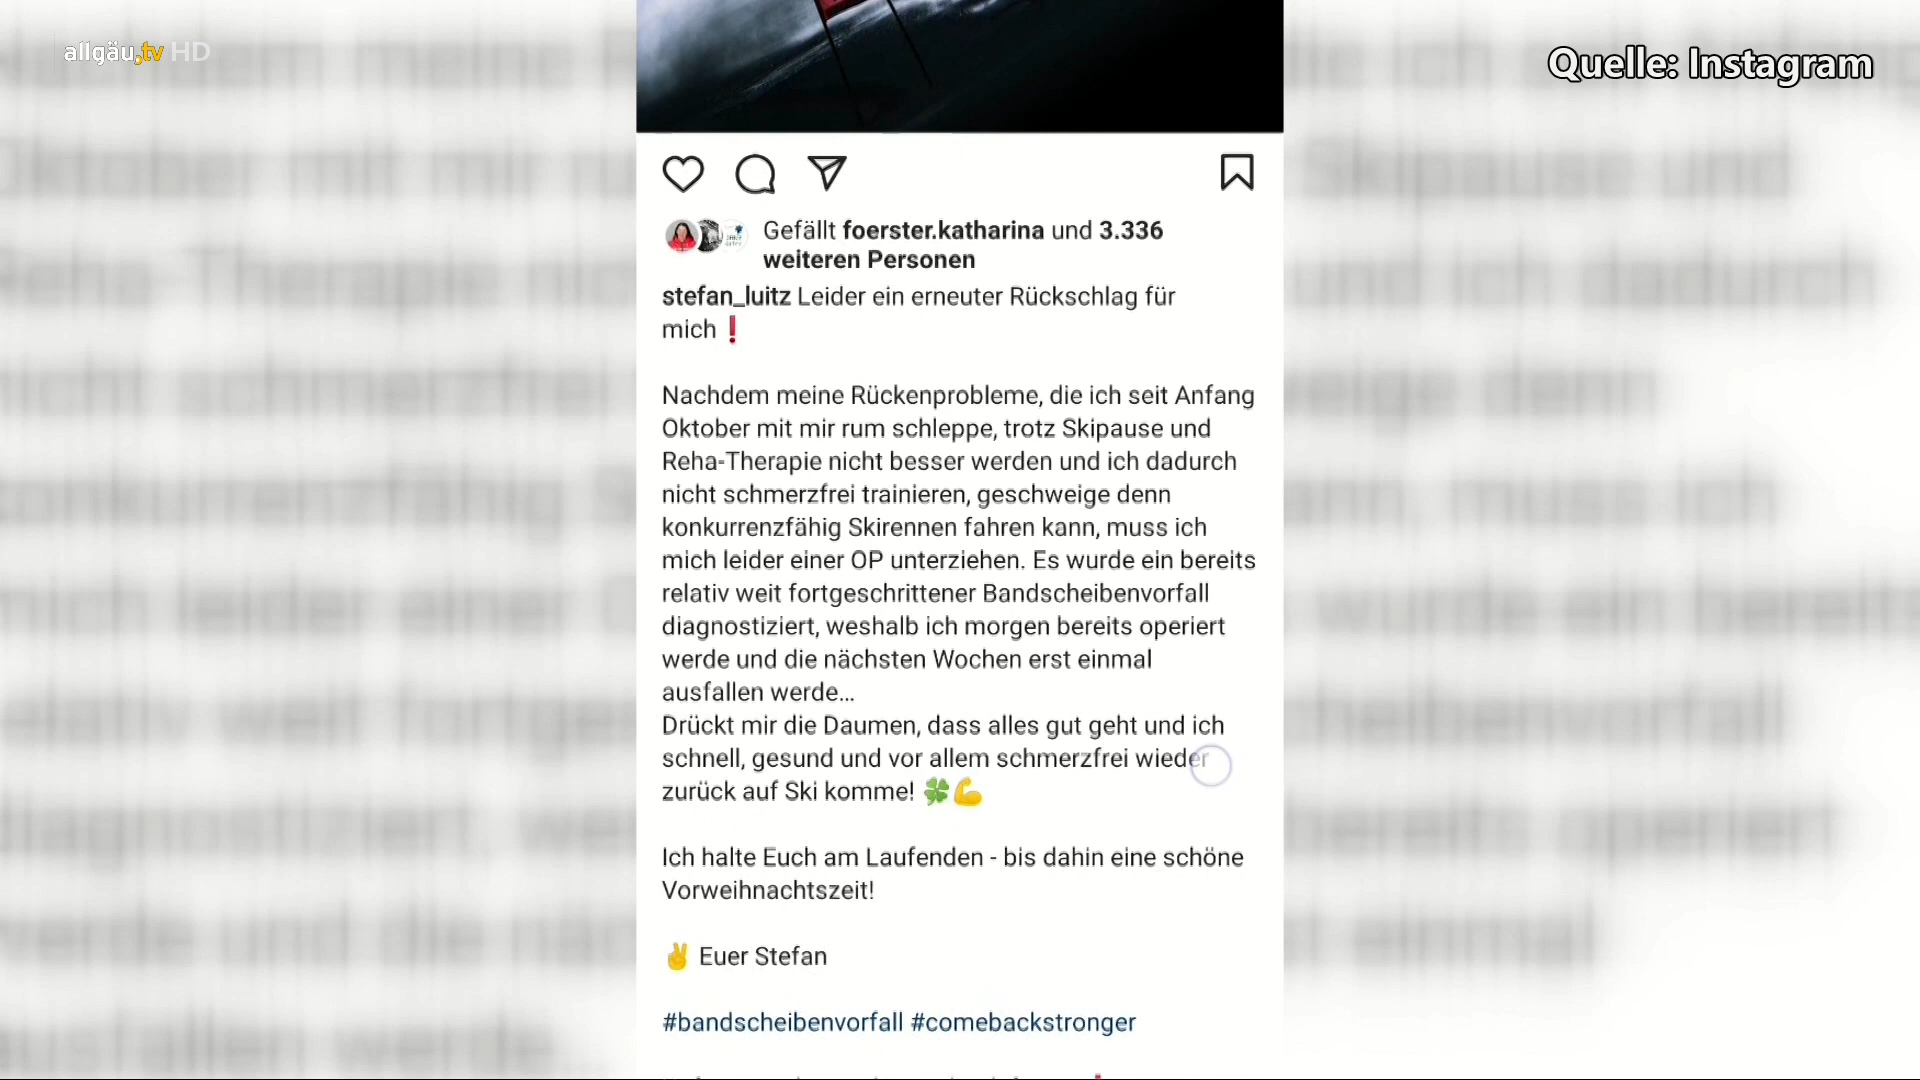 allgäu.tv HD
Quelle: Instagram
Gefällt foerster.katharina und 3.336
weiteren Personen
stefan_luitz Leider ein erneuter Rückschlag für
mich❗
Nachdem meine Rückenprobleme, die ich seit Anfang
Oktober mit mir rum schleppe, trotz Skipause und
Reha-Therapie nicht besser werden und ich dadurch
nicht schmerzfrei trainieren, geschweige denn
konkurrenzfähig Skirennen fahren kann, muss ich
mich leider einer OP unterziehen. Es wurde ein bereits
relativ weit fortgeschrittener Bandscheibenvorfall
diagnostiziert, weshalb ich morgen bereits operiert
werde und die nächsten Wochen erst einmal
ausfallen werde...
Drückt mir die Daumen, dass alles gut geht und ich
schnell, gesund und vor allem schmerzfrei wieder
zurück auf Ski komme! 🍀💪
Ich halte Euch am Laufenden - bis dahin eine schöne
Vorweihnachtszeit!
✌️ Euer Stefan
#bandscheibenvorfall #comebackstronger